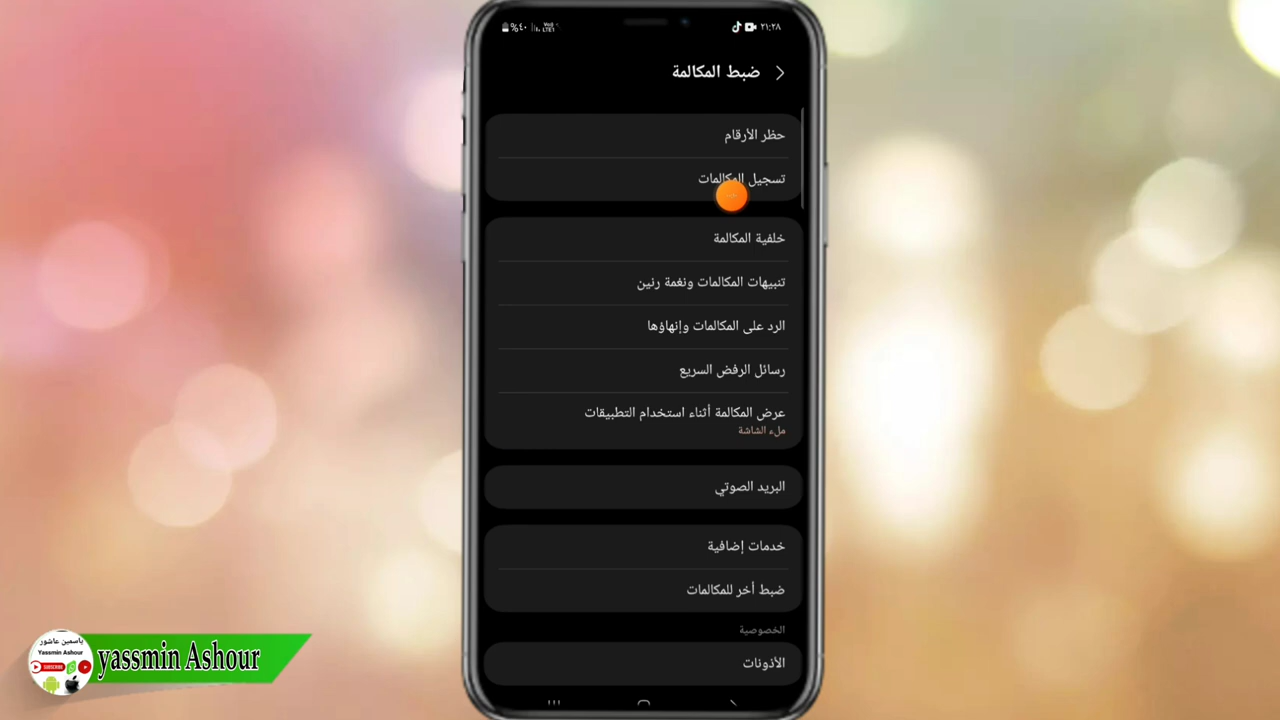 ٢١:٢٨
%٤٠
ضبط المكالمة
حظر الأرقام
تسجيل المكالمات
خلفية المكالمة
تنبيهات المكالمات ونغمة رنين
الرد على المكالمات وإنهاؤها
رسائل الرفض السريع
عرض المكالمة أثناء استخدام التطبيقات
ملء الشاشة
البريد الصوتي
خدمات إضافية
ضبط أخر للمكالمات
الخصوصية
الأذونات
ياسمين عاشور
Yassmin Ashour
SUBSCRIBE
yassmin Ashour